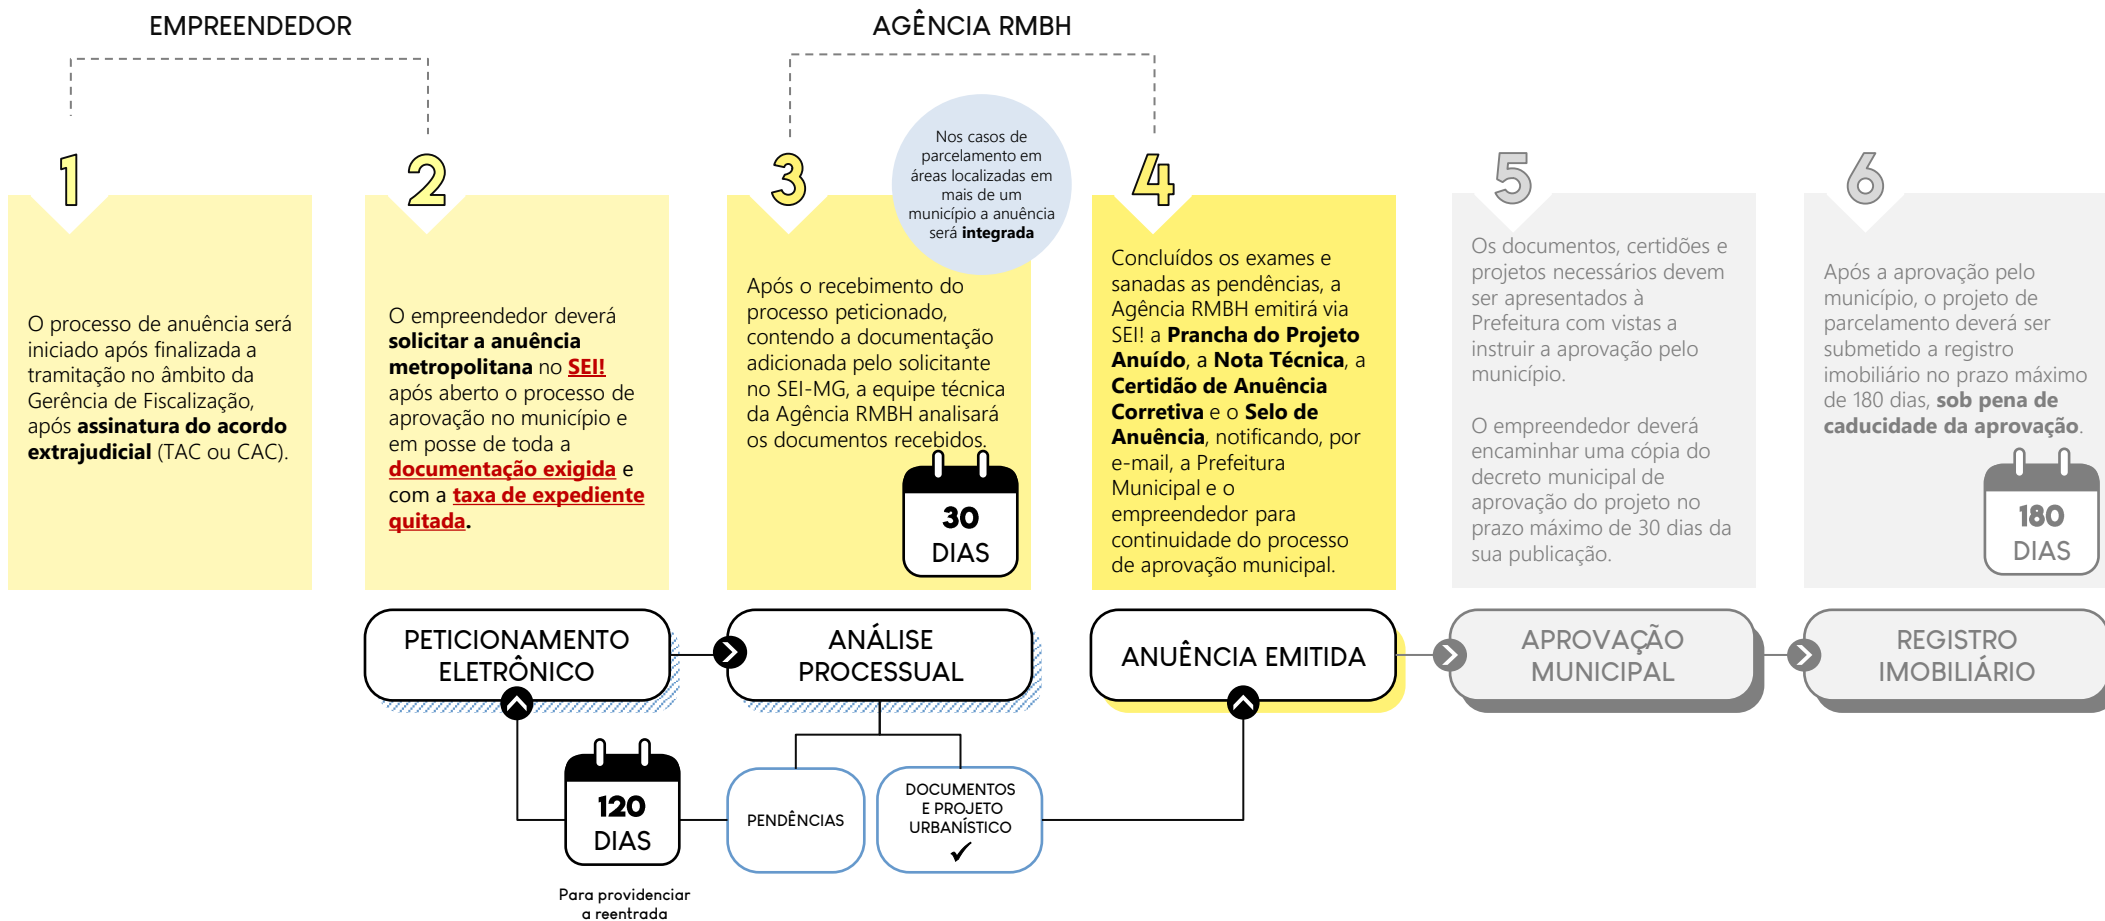 EMPREENDEDOR
AGÊNCIA RMBH
1
O processo de anuência será
iniciado após finalizada a
tramitação no âmbito da
Gerência de Fiscalização,
após assinatura do acordo
extrajudicial (TAC ou CAC).
2
O empreendedor deverá
solicitar a anuência
metropolitana no SEI!
após aberto o processo de
aprovação no município e
em posse de toda a
documentação exigida e
com a taxa de expediente
quitada.
3
Nos casos de
parcelamento em
áreas localizadas em
mais de um
município a anuência
será integrada
Após o recebimento do
processo peticionado,
contendo a documentação
adicionada pelo solicitante
no SEI-MG, a equipe técnica
da Agência RMBH analisará
os documentos recebidos.
30
DIAS
4
Concluídos os exames e
sanadas as pendências, a
Agência RMBH emitirá via
SEI! a Prancha do Projeto
Anuído, a Nota Técnica, a
Certidão de Anuência
Corretiva e o Selo de
Anuência, notificando, por
e-mail, a Prefeitura
Municipal e o
empreendedor para
continuidade do processo
de aprovação municipal.
5
Os documentos, certidões e
projetos necessários devem
ser apresentados à
Prefeitura com vistas a
instruir a aprovação pelo
município.
O empreendedor deverá
encaminhar uma cópia do
decreto municipal de
aprovação do projeto no
prazo máximo de 30 dias da
sua publicação.
6
Após a aprovação pelo
município, o projeto de
parcelamento deverá ser
submetido a registro
imobiliário no prazo máximo
de 180 dias, sob pena de
caducidade da aprovação.
180
DIAS
PETICIONAMENTO
ELETRÔNICO
ANÁLISE
PROCESSUAL
ANUÊNCIA EMITIDA
APROVAÇÃO
MUNICIPAL
REGISTRO
IMOBILIÁRIO
120
DIAS
Para providenciar
a reentrada
PENDÊNCIAS
DOCUMENTOS
E PROJETO
URBANÍSTICO